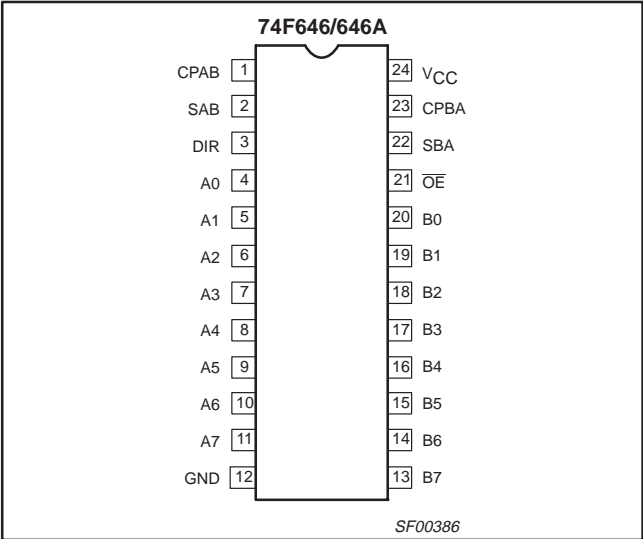 74F646/646A
CPAB 1 24 VCC
SAB 2 23 CPBA
DIR 3 22 SBA
A0 4 21 O̅E̅
A1 5 20 B0
A2 6 19 B1
A3 7 18 B2
A4 8 17 B3
A5 9 16 B4
A6 10 15 B5
A7 11 14 B6
GND 12 13 B7
SF00386